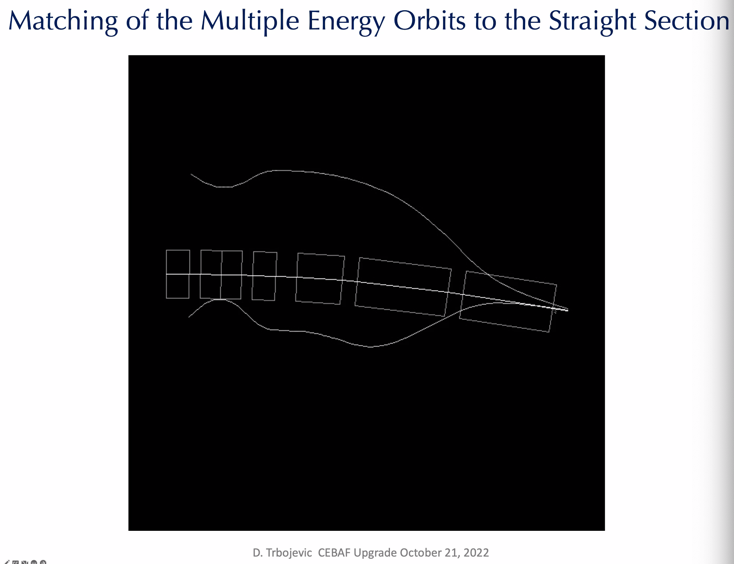 Matching of the Multiple Energy Orbits to the Straight Section
D. Trbojevic CEBAF Upgrade October 21, 2022